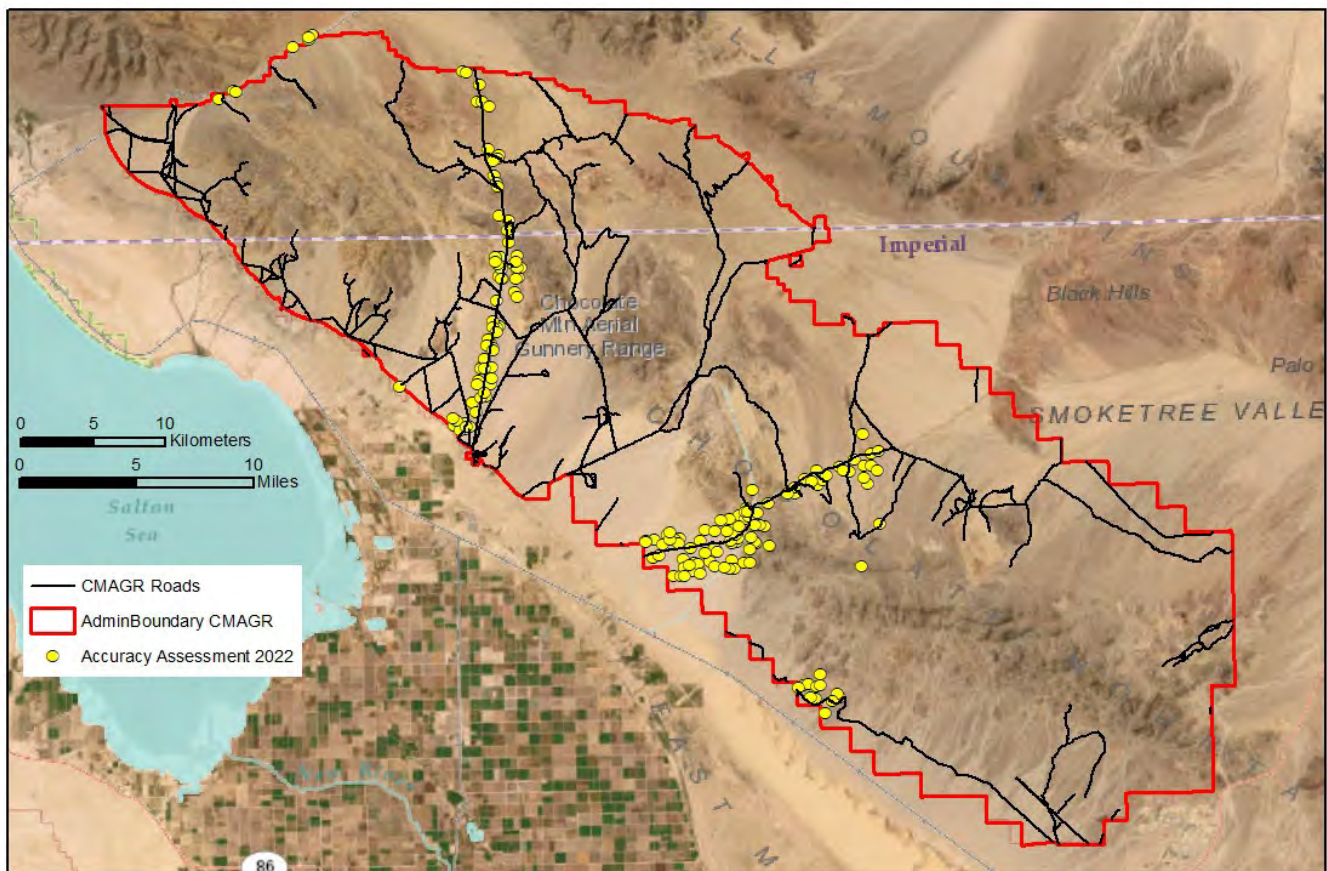 Imperial
Black Hills
Chocolate
Mtn Aerial
Gunnery Range
Palo
SMOKETREE VALLE
0 5 10
Kilometers
0 5 10
Miles
Salton
Sea
CMAGR Roads
AdminBoundary CMAGR
Accuracy Assessment 2022
EAST M
86